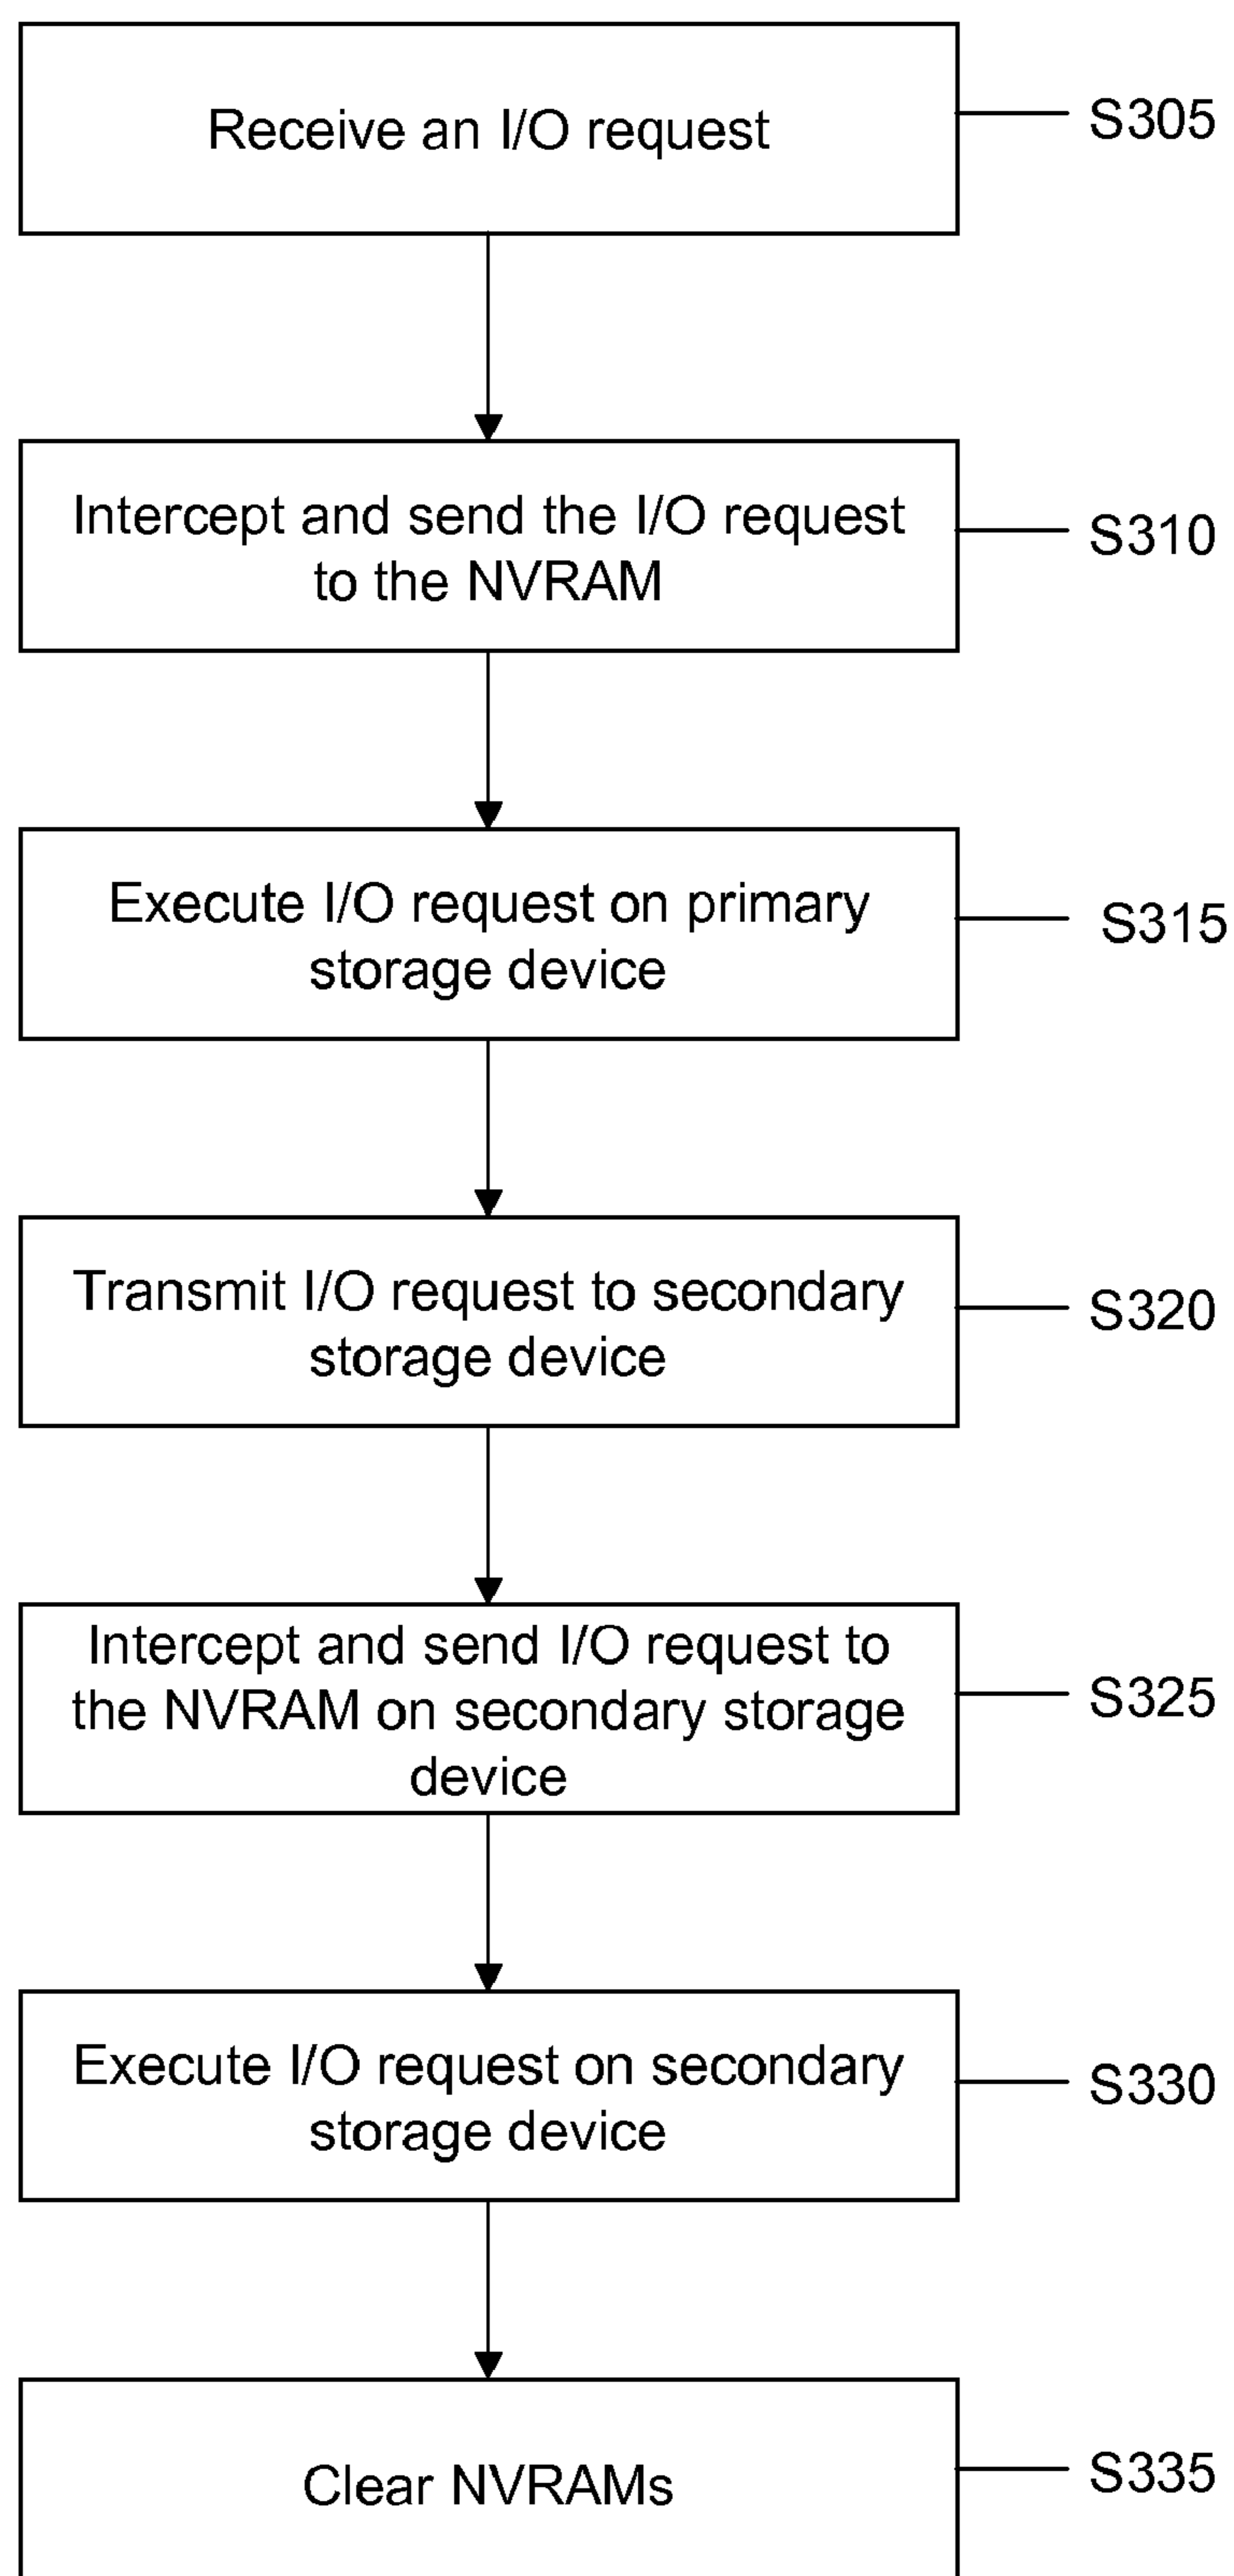 Receive an I/O request
S305
Intercept and send the I/O request
to the NVRAM
S310
Execute I/O request on primary
storage device
S315
Transmit I/O request to secondary
storage device
S320
Intercept and send I/O request to
the NVRAM on secondary storage
device
S325
Execute I/O request on secondary
storage device
S330
Clear NVRAMs
S335